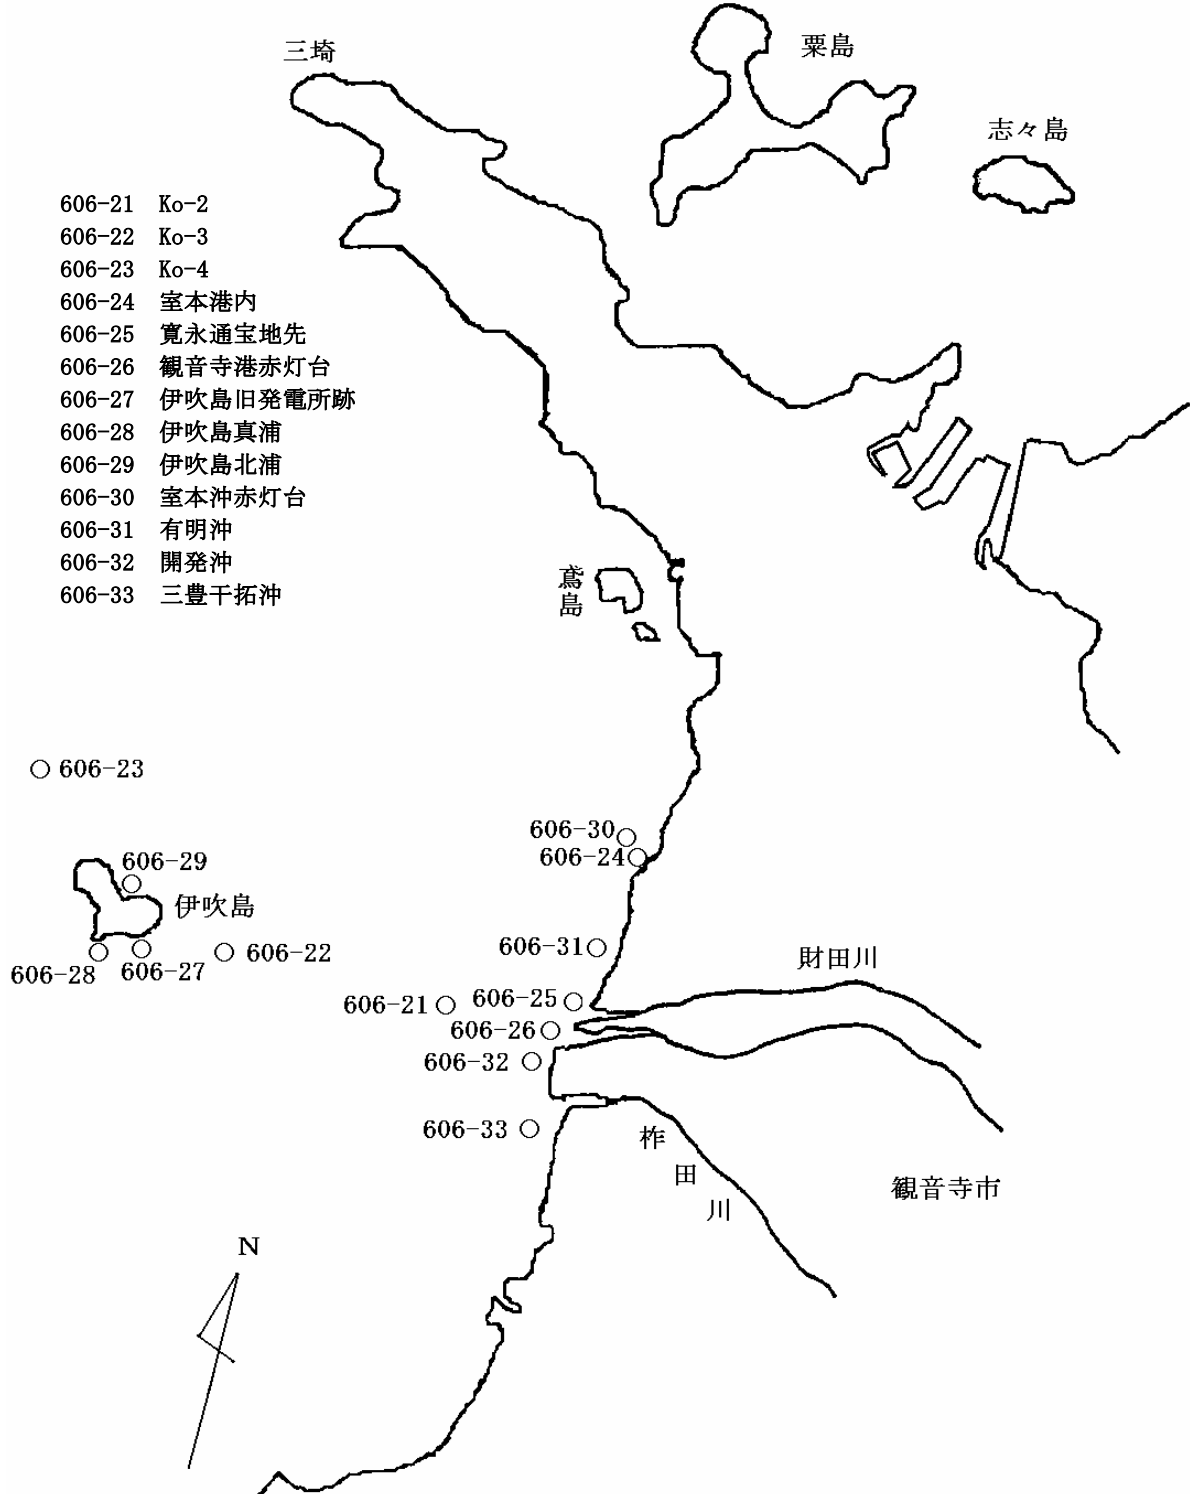 三埼
粟島
志々島
606-21 Ko-2
606-22 Ko-3
606-23 Ko-4
606-24 室本港内
606-25 寛永通宝地先
606-26 観音寺港赤灯台
606-27 伊吹島旧発電所跡
606-28 伊吹島真浦
606-29 伊吹島北浦
606-30 室本沖赤灯台
606-31 有明沖
606-32 開発沖
606-33 三豊干拓沖
鳶島
606-23
606-30
606-24
606-29
伊吹島
606-31
606-22
606-28
606-27
財田川
606-21
606-25
606-26
606-32
606-33
柞田川
観音寺市
N